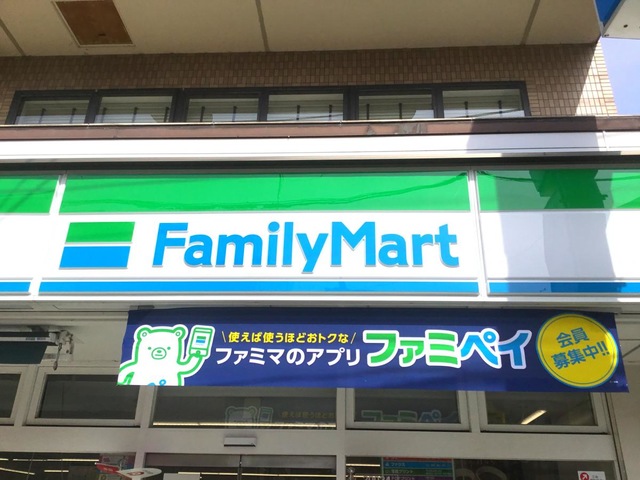 FamilyMart
\使えば使うほどおトクな/
ファミマのアプリ ファミペイ
会員
募集中!!